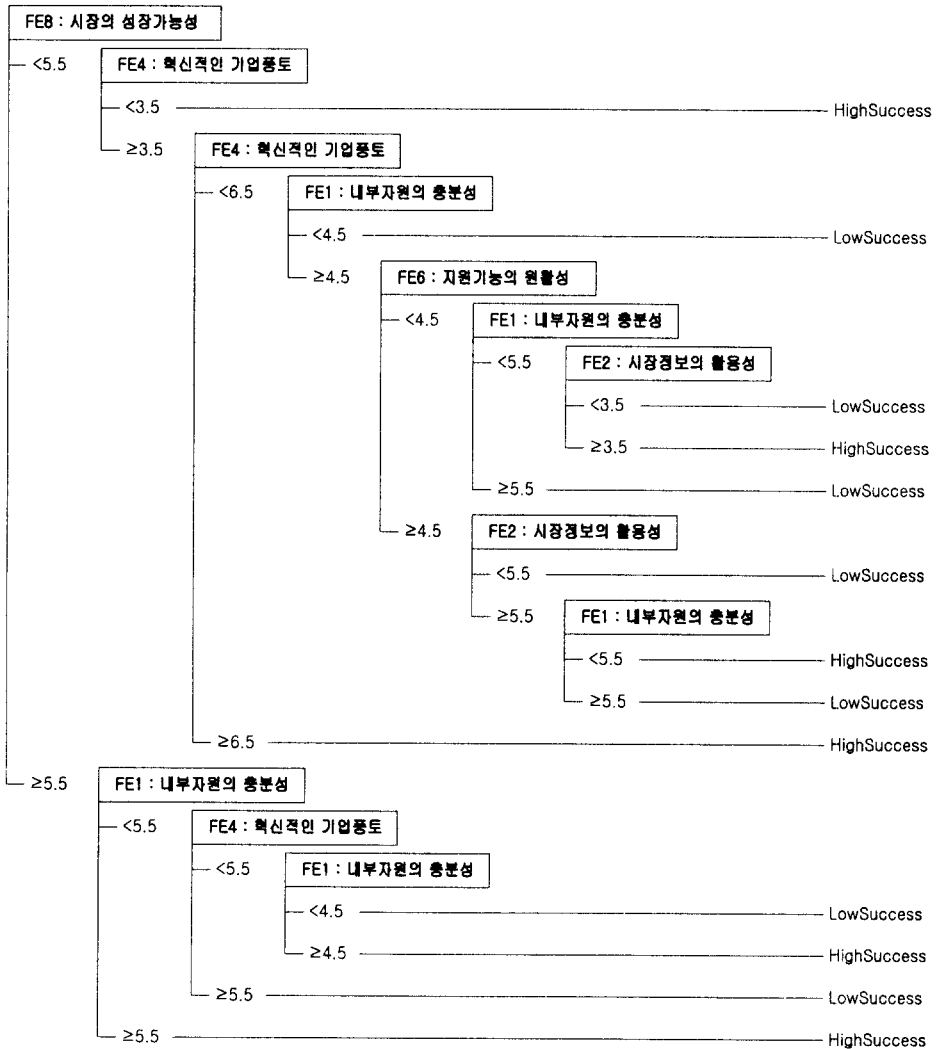 FE8 : 시장의 성장가능성
<5.5 FE4 : 혁신적인 기업풍토
<3.5 HighSuccess
≥3.5 FE4 : 혁신적인 기업풍토
<6.5 FE1 : 내부자원의 충분성
<4.5 LowSuccess
≥4.5 FE6 : 지원기능의 원활성
<4.5 FE1 : 내부자원의 충분성
<5.5 FE2 : 시장정보의 활용성
<3.5 LowSuccess
≥3.5 HighSuccess
≥5.5 LowSuccess
≥4.5 FE2 : 시장정보의 활용성
<5.5 LowSuccess
≥5.5 FE1 : 내부자원의 충분성
<5.5 HighSuccess
≥5.5 LowSuccess
≥6.5 HighSuccess
≥5.5 FE1 : 내부자원의 충분성
<5.5 FE4 : 혁신적인 기업풍토
<5.5 FE1 : 내부자원의 충분성
<4.5 LowSuccess
≥4.5 HighSuccess
≥5.5 LowSuccess
≥5.5 HighSuccess